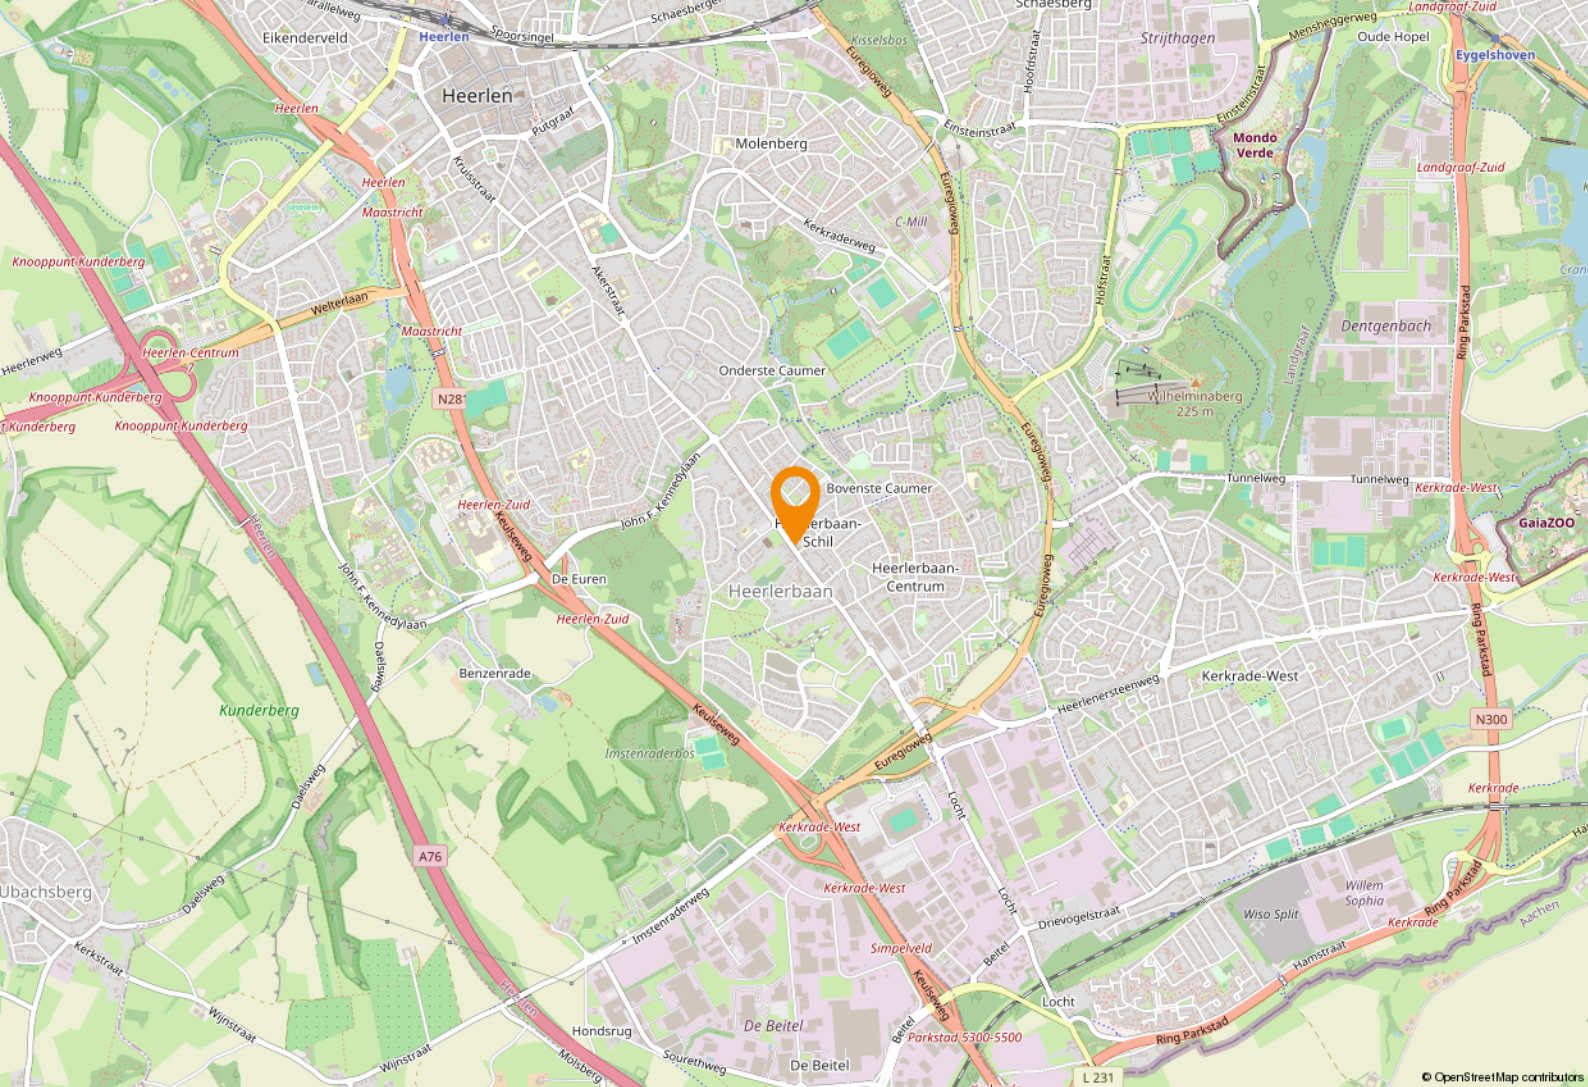 Parallelweg
Schaesberg
Landgraaf-Zuid
Schaesberger
Eikenderveld
Heerlen
Spoorsingel
Kisselsbos
Strijthagen
Mensheggerweg
Oude Hopel
Eygelshoven
Euregioweg
Hoofdstraat
Heerlen
Heerlen
Putgraaf
Einsteinstraat
Einsteinstraat
Molenberg
Mondo
Verde
Landgraaf-Zuid
Kruisstraat
Heerlen
Maastricht
Euregioweg
C-Mill
Kerkraderweg
Knooppunt Kunderberg
Akerstraat
Hofstraat
Welterlaan
Ring Parkstad
Dentgenbach
Maastricht
Heerlerweg
Heerlen-Centrum
Landgraaf
Onderste Caumer
Knooppunt Kunderberg
N281
Wilhelminaberg
225 m
t Kunderberg
Knooppunt Kunderberg
Euregioweg
John F. Kennedylaan
Bovenste Caumer
Tunnelweg
Tunnelweg
Kerkrade-West
Heerlen-Zuid
Keulseweg
Heerlen
Schil
GaiaZOO
Heerlerbaan-
Centrum
De Euren
Kerkrade-West
Heerlerbaan
Euregioweg
John F. Kennedylaan
Heerlen-Zuid
Ring Parkstad
Daelsweg
Benzenrade
Kerkrade-West
Heerlenersteenweg
Kunderberg
Keulseweg
N300
Imstenraderbos
Euregioweg
Daelsweg
Kerkrade
Locht
Kerkrade-West
A76
Ubachsberg
Daelsweg
Kerkrade-West
Willem
Sophia
Ring Parkstad
Imstenraderweg
Locht
Drievogelstraat
Wiso Split
Kerkrade
Aachen
Simpelveld
Beitel
Hamstraat
Kerkstraat
Keulseweg
Heerlen
Locht
Wijnstraat
Hondsrug
De Beitel
Beitel
Parkstad 5300-5500
Ring Parkstad
Wijnstraat
Molsberg
Sourethweg
De Beitel
L 231
© OpenStreetMap contributors